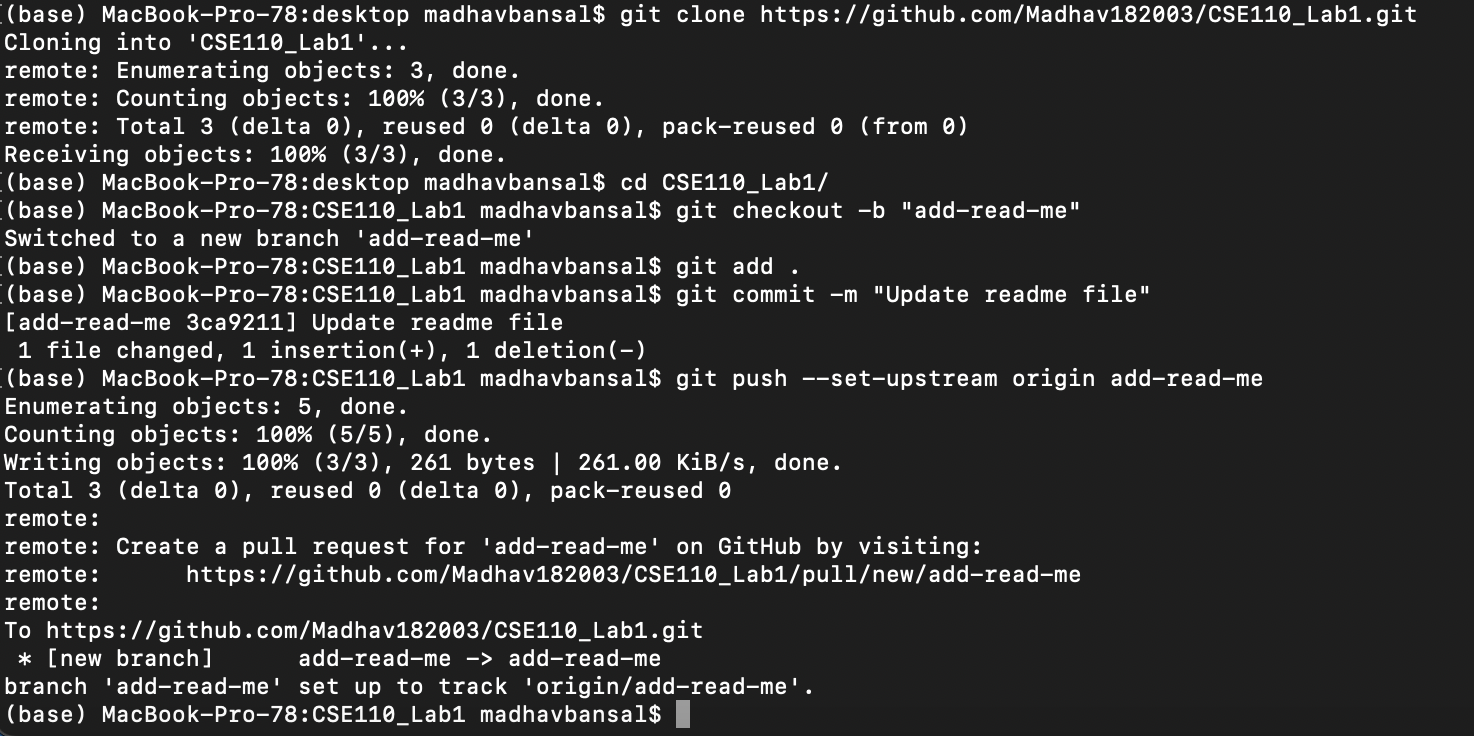 (base) MacBook-Pro-78:desktop madhavbansal$ git clone https://github.com/Madhav182003/CSE110_Lab1.git
Cloning into 'CSE110_Lab1'...
remote: Enumerating objects: 3, done.
remote: Counting objects: 100% (3/3), done.
remote: Total 3 (delta 0), reused 0 (delta 0), pack-reused 0 (from 0)
Receiving objects: 100% (3/3), done.
(base) MacBook-Pro-78:desktop madhavbansal$ cd CSE110_Lab1/
(base) MacBook-Pro-78:CSE110_Lab1 madhavbansal$ git checkout -b "add-read-me"
Switched to a new branch 'add-read-me'
(base) MacBook-Pro-78:CSE110_Lab1 madhavbansal$ git add .
(base) MacBook-Pro-78:CSE110_Lab1 madhavbansal$ git commit -m "Update readme file"
[add-read-me 3ca9211] Update readme file
 1 file changed, 1 insertion(+), 1 deletion(-)
(base) MacBook-Pro-78:CSE110_Lab1 madhavbansal$ git push --set-upstream origin add-read-me
Enumerating objects: 5, done.
Counting objects: 100% (5/5), done.
Writing objects: 100% (3/3), 261 bytes | 261.00 KiB/s, done.
Total 3 (delta 0), reused 0 (delta 0), pack-reused 0
remote:
remote: Create a pull request for 'add-read-me' on GitHub by visiting:
remote:      https://github.com/Madhav182003/CSE110_Lab1/pull/new/add-read-me
remote:
To https://github.com/Madhav182003/CSE110_Lab1.git
 * [new branch]      add-read-me -> add-read-me
branch 'add-read-me' set up to track 'origin/add-read-me'.
(base) MacBook-Pro-78:CSE110_Lab1 madhavbansal$